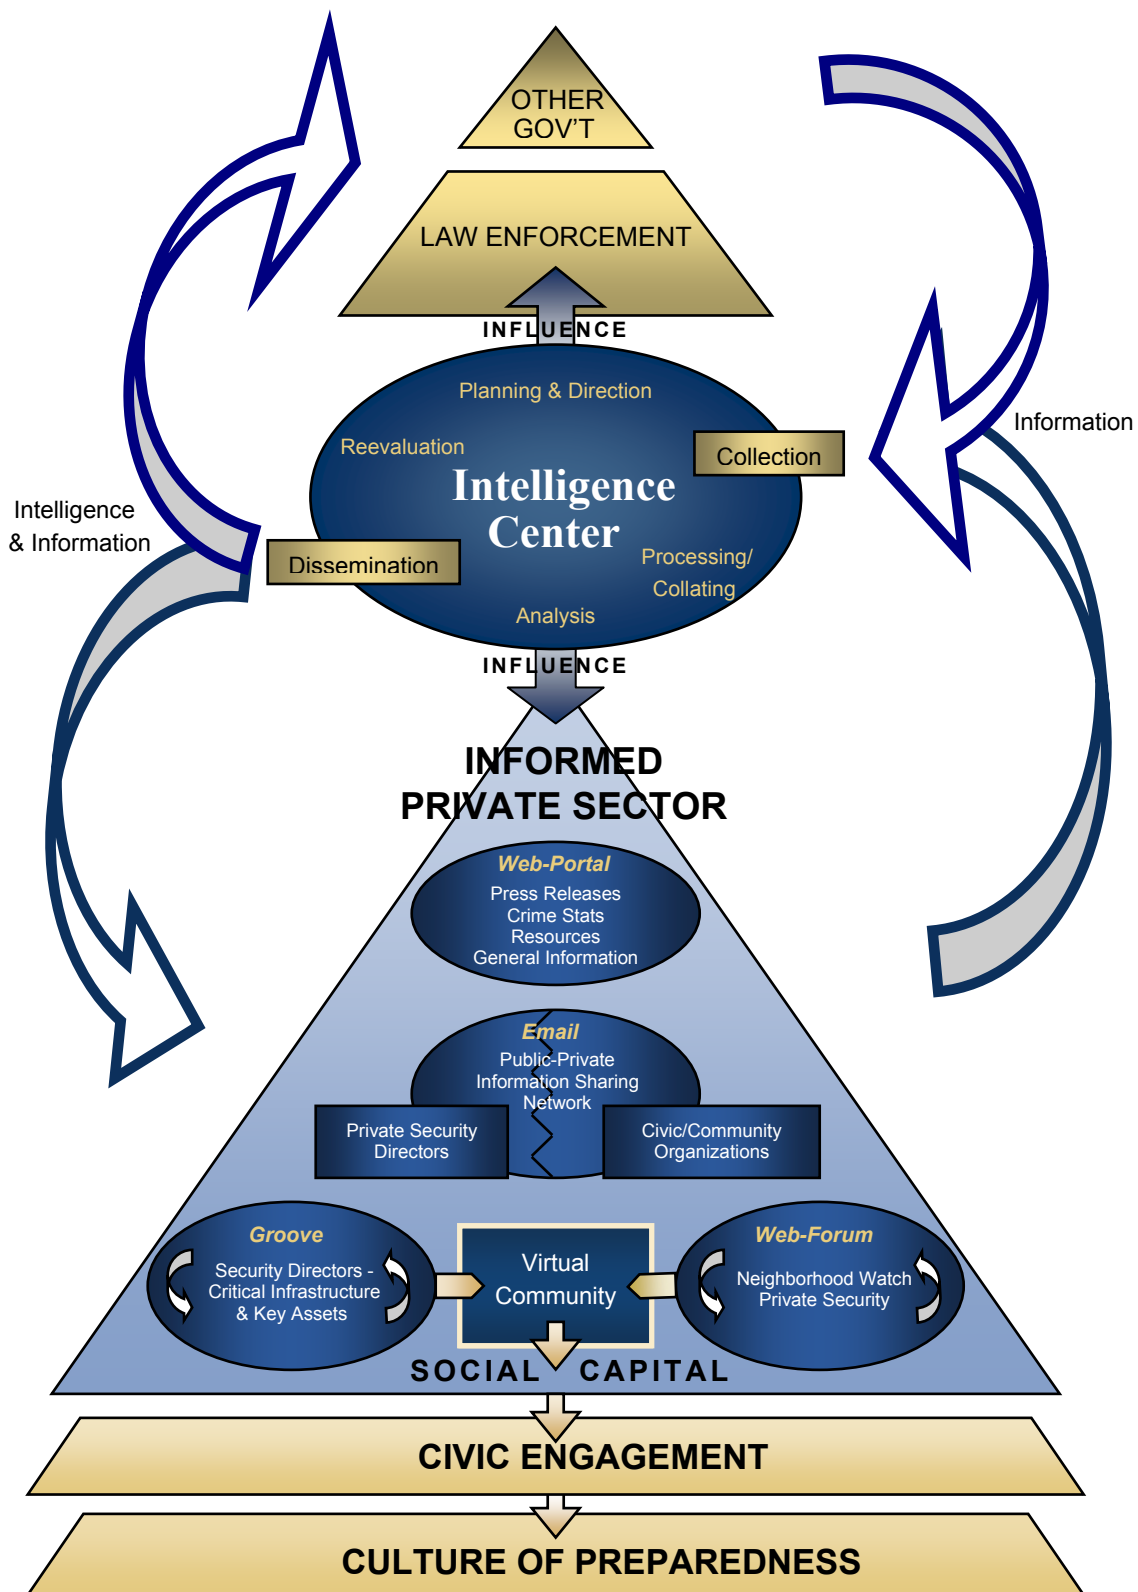 OTHER
GOV'T
LAW ENFORCEMENT
INFLUENCE
Planning & Direction
Reevaluation
Collection
Intelligence
Center
Information
Intelligence
& Information
Dissemination
Processing/
Collating
Analysis
INFLUENCE
INFORMED
PRIVATE SECTOR
Web-Portal
Press Releases
Crime Stats
Resources
General Information
Email
Public-Private
Information Sharing
Network
Private Security
Directors
Civic/Community
Organizations
Groove
Security Directors -
Critical Infrastructure
& Key Assets
Virtual
Community
Web-Forum
Neighborhood Watch
Private Security
SOCIAL CAPITAL
CIVIC ENGAGEMENT
CULTURE OF PREPAREDNESS